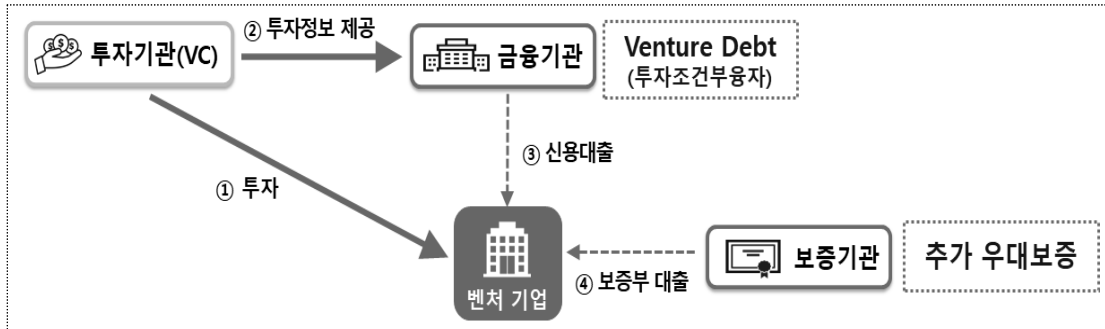 투자기관(VC)
② 투자정보 제공
금융기관
Venture Debt
(투자조건부융자)
③ 신용대출
① 투자
벤처 기업
④ 보증부 대출
보증기관
추가 우대보증